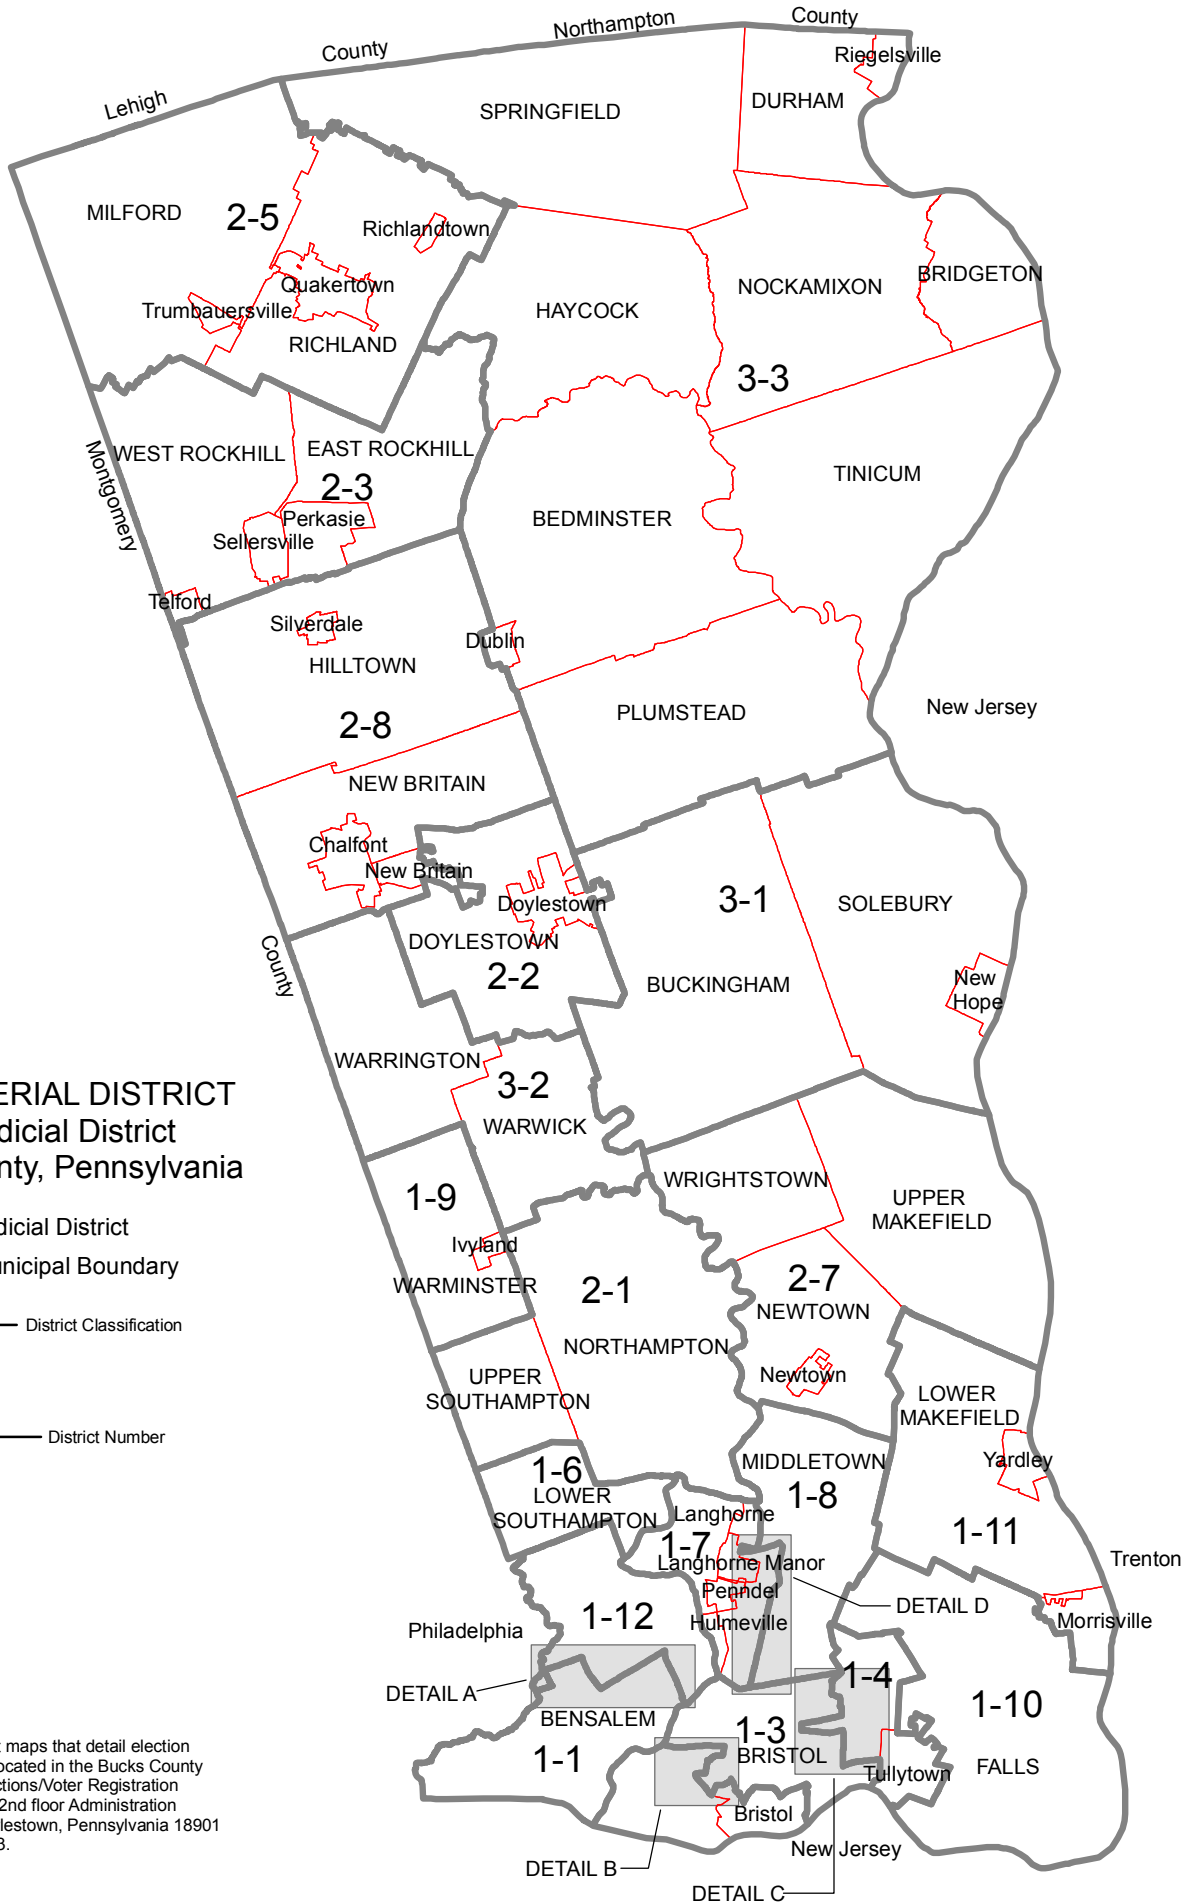 Northampton
County
County
Lehigh
Riegelsville
DURHAM
SPRINGFIELD
MILFORD
2-5
Richlandtown
Quakertown
NOCKAMIXON
BRIDGETON
Trumbauersville
HAYCOCK
RICHLAND
3-3
Montgomery
WEST ROCKHILL
EAST ROCKHILL
2-3
TINICUM
Perkasie
BEDMINSTER
Sellersville
Telford
Silverdale
Dublin
HILLTOWN
PLUMSTEAD
New Jersey
2-8
NEW BRITAIN
Chalfont
New Britain
Doylestown
3-1
SOLEBURY
DOYLESTOWN
County
2-2
BUCKINGHAM
New
Hope
WARRINGTON
3-2
WARWICK
ERIAL DISTRICT
dicial District
nty, Pennsylvania
WRIGHTSTOWN
1-9
UPPER
MAKEFIELD
dicial District
Ivyland
unicipal Boundary
WARMINSTER
2-1
2-7
NEWTOWN
District Classification
NORTHAMPTON
UPPER
SOUTHAMPTON
Newtown
LOWER
MAKEFIELD
District Number
MIDDLETOWN
Yardley
1-6
LOWER
SOUTHAMPTON
1-8
Langhorne
1-7
1-11
Langhorne Manor
Trenton
Penndel
DETAIL D
1-12
Hulmeville
Morrisville
Philadelphia
1-4
DETAIL A
BENSALEM
1-10
1-3
BRISTOL
1-1
Tullytown
FALLS
t maps that detail election
ocated in the Bucks County
ctions/Voter Registration
2nd floor Administration
lestown, Pennsylvania 18901
3.
Bristol
New Jersey
DETAIL B
DETAIL C